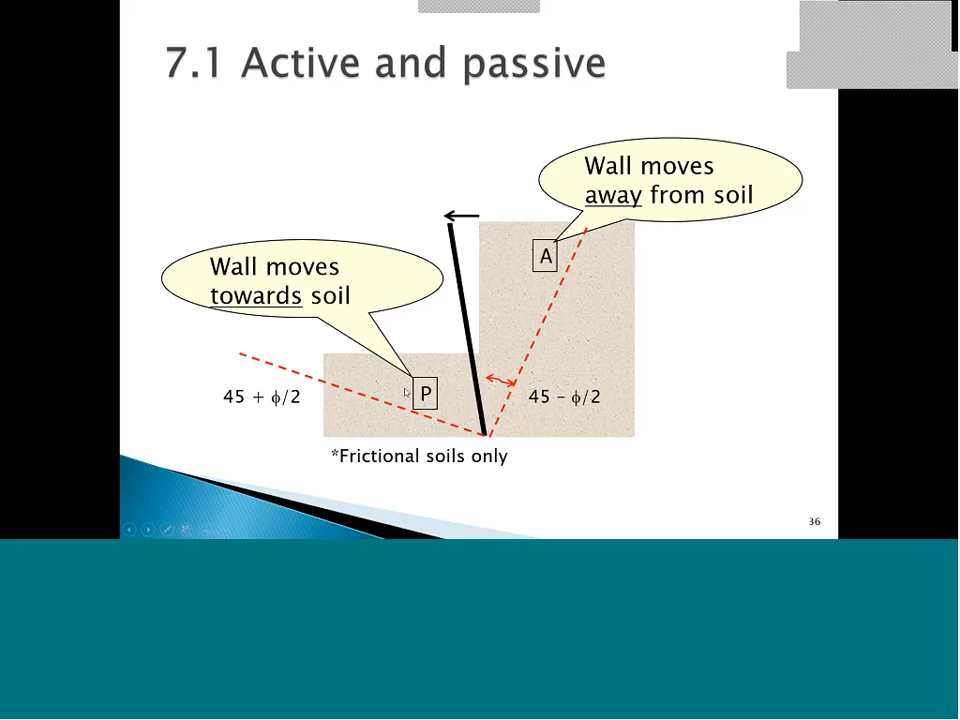 7.1 Active and passive
Wall moves
away from soil
A
Wall moves
towards soil
P
45 + ϕ/2
45 – ϕ/2
*Frictional soils only
36